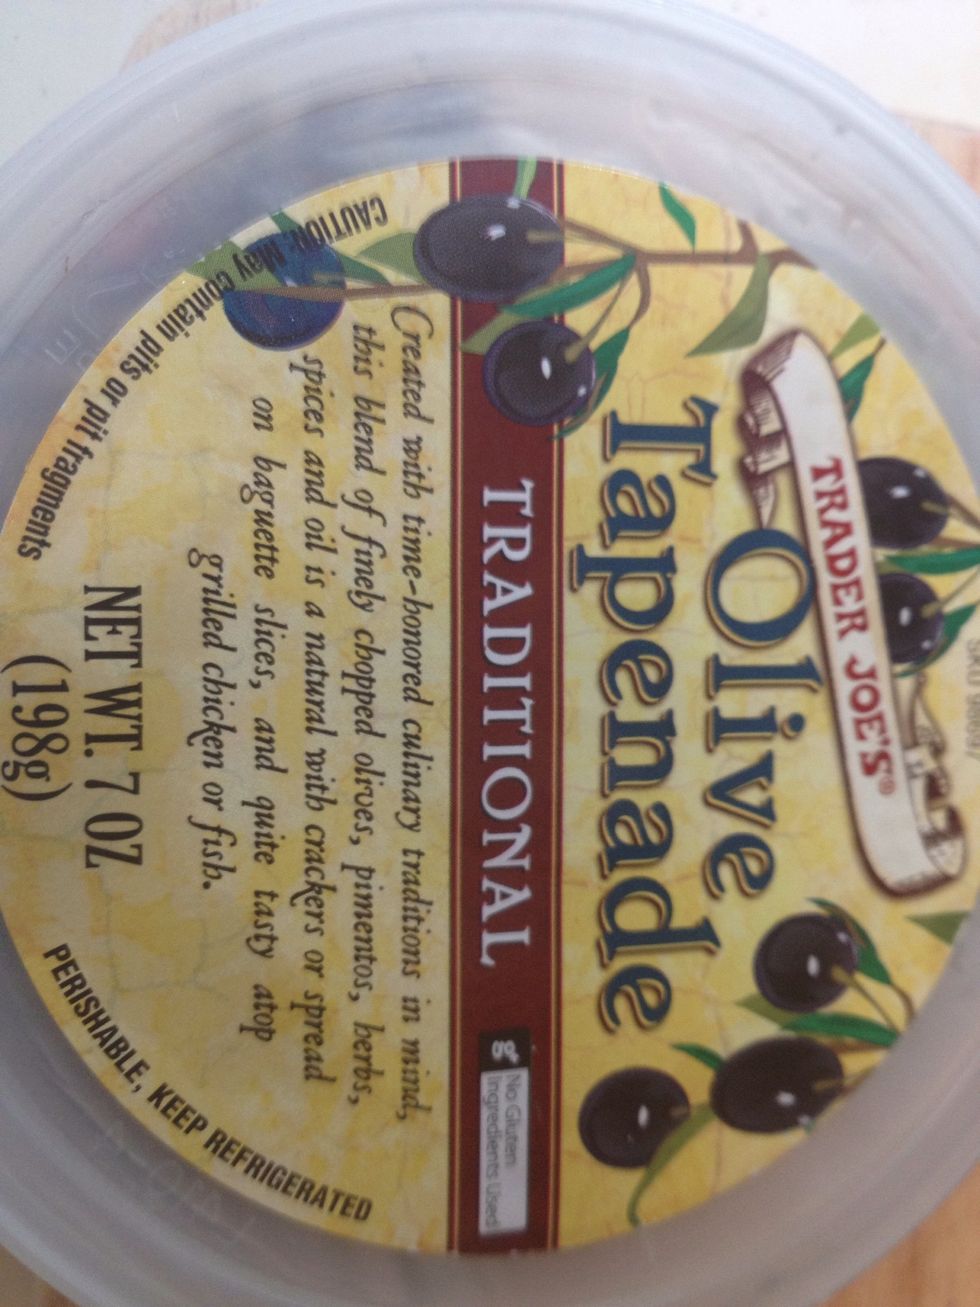 TRADER JOE'S®
Olive
Tapenade
TRADITIONAL
g No Gluten
Ingredients Used
Created with time-honored culinary traditions in mind,
this blend of finely chopped olives, pimentos, herbs,
spices and oil is a natural with crackers or spread
on baguette slices, and quite tasty atop
grilled chicken or fish.
NET WT. 7 OZ
(198g)
CAUTION: May contain pits or pit fragments
PERISHABLE, KEEP REFRIGERATED